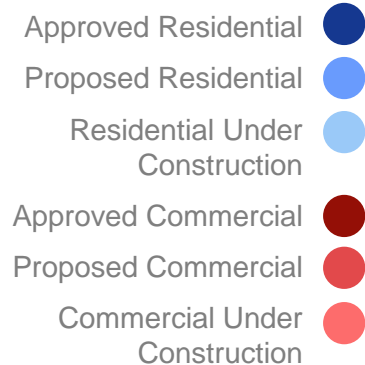 Approved Residential
Proposed Residential
Residential Under
Construction
Approved Commercial
Proposed Commercial
Commercial Under
Construction